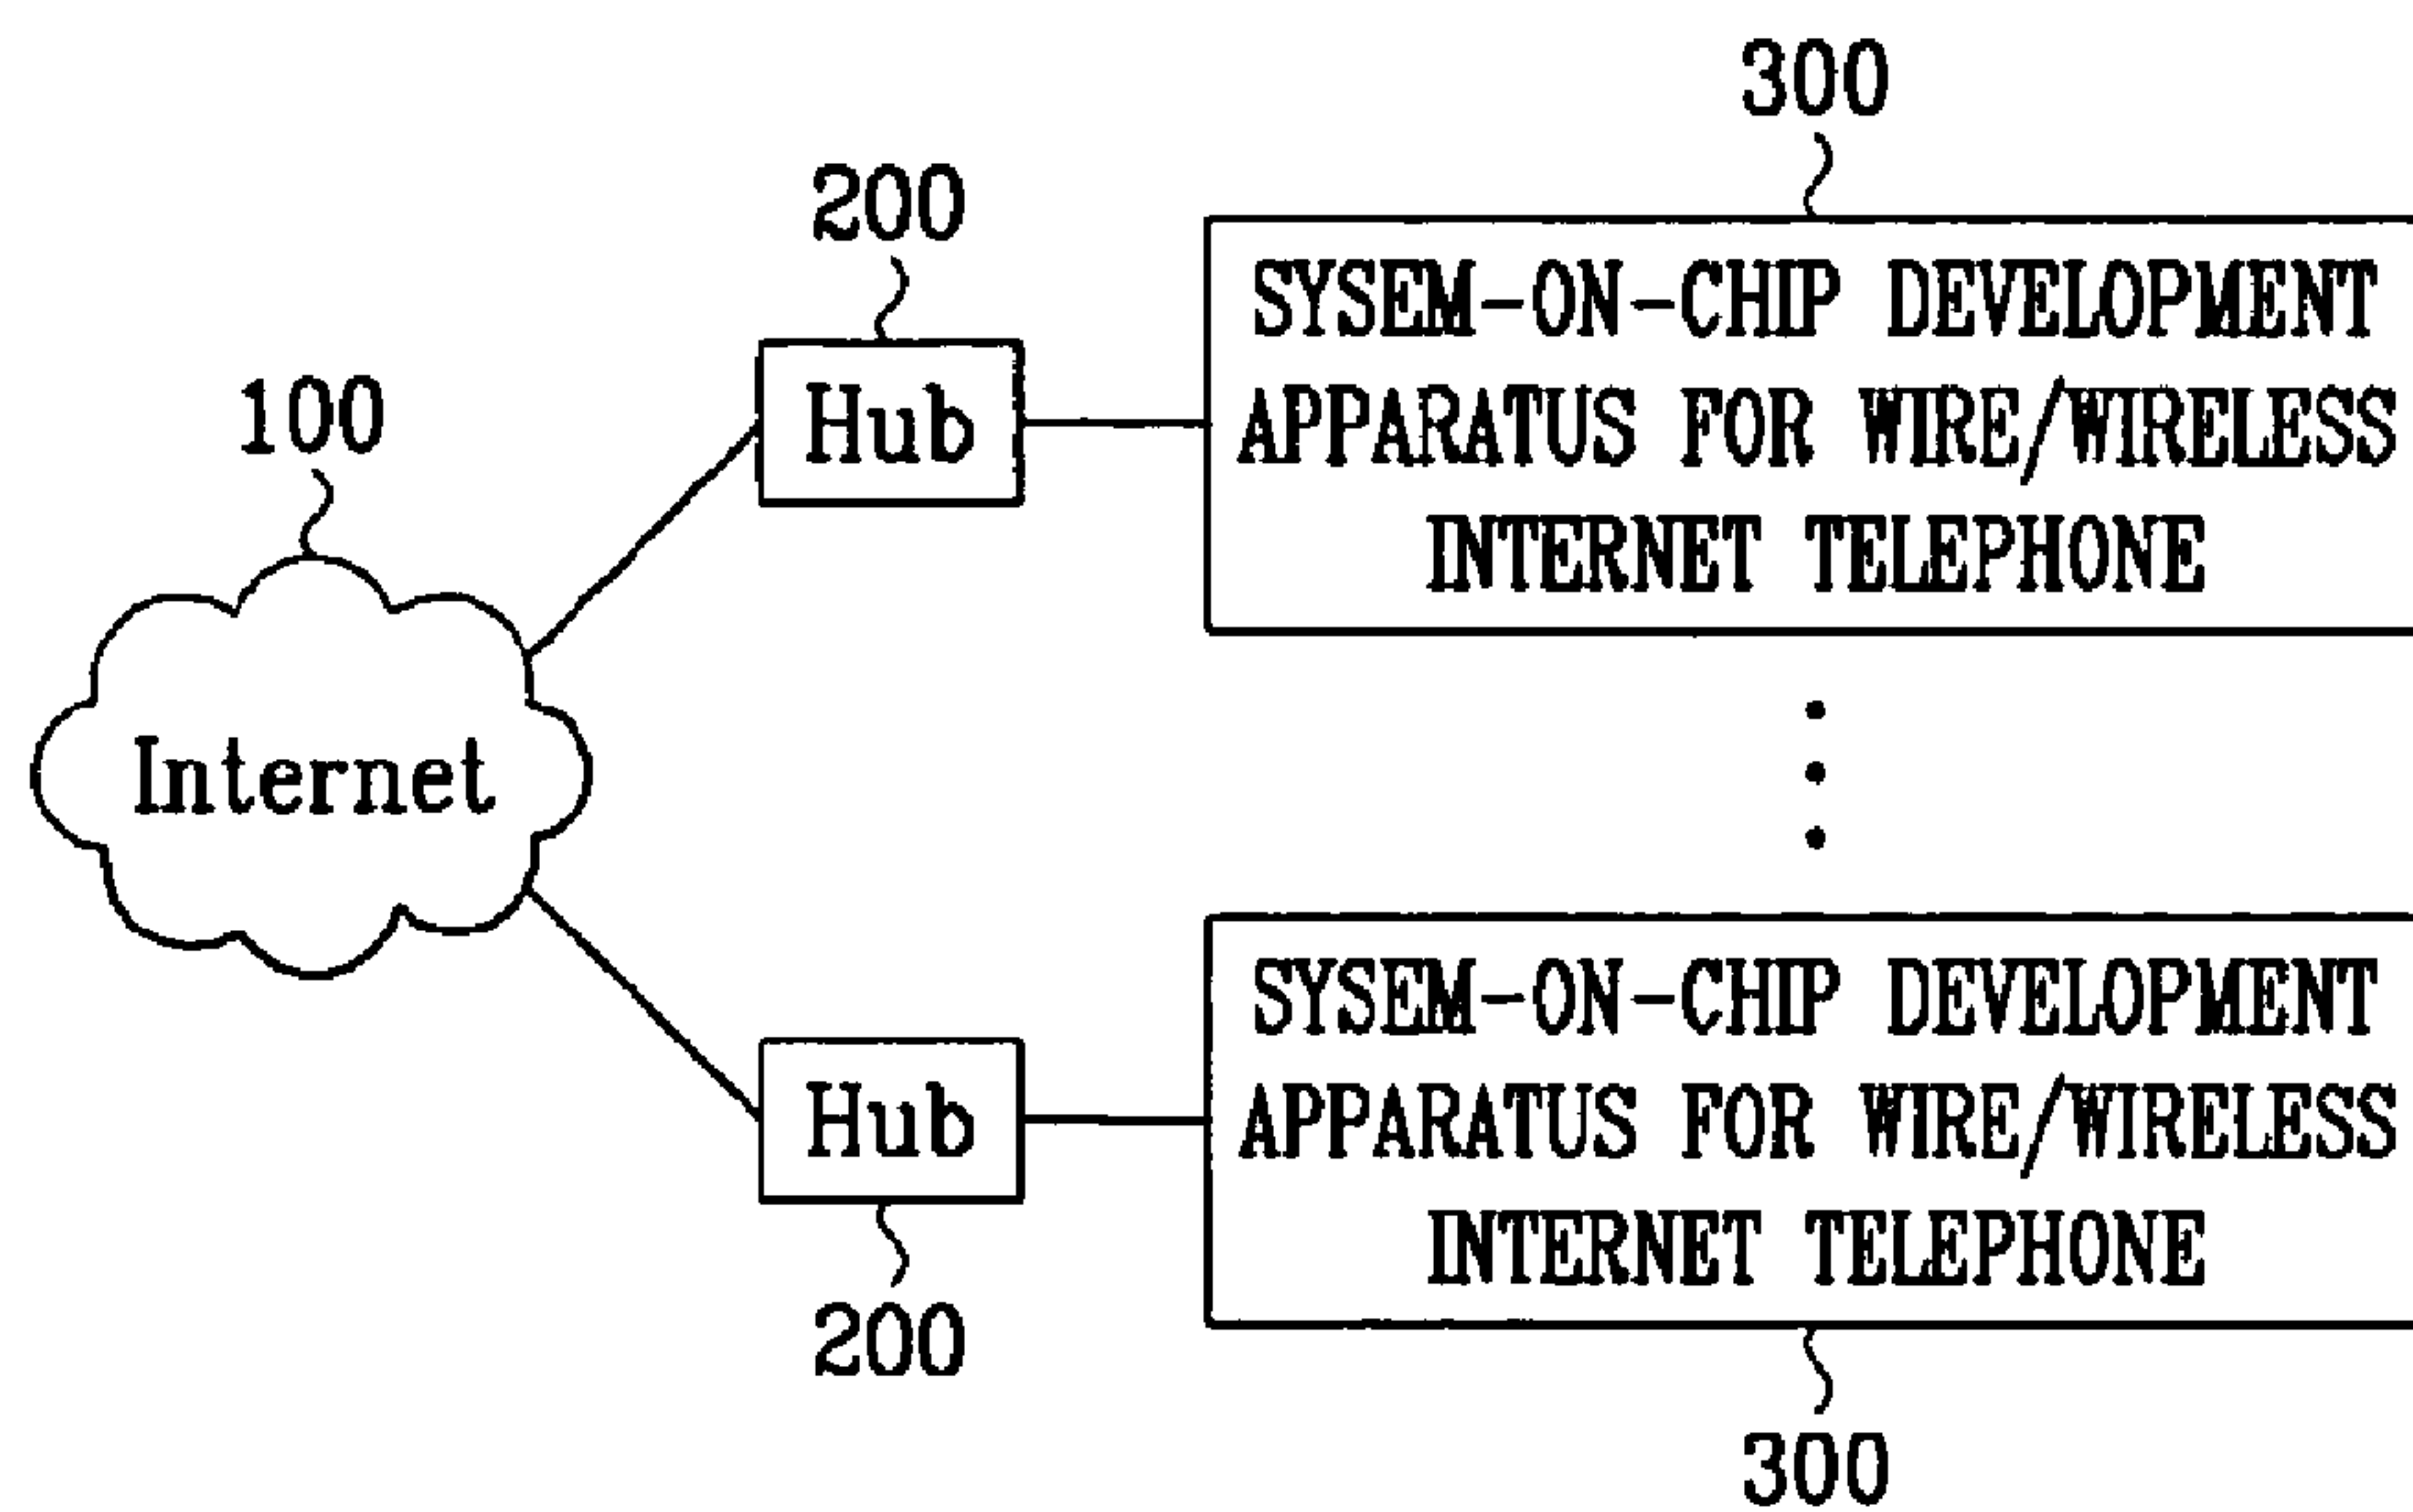 300
200
SYSEM-ON-CHIP DEVELOPMENT
APPARATUS FOR WIRE/WIRELESS
INTERNET TELEPHONE
Hub
100
Internet
SYSEM-ON-CHIP DEVELOPMENT
APPARATUS FOR WIRE/WIRELESS
INTERNET TELEPHONE
Hub
200
300